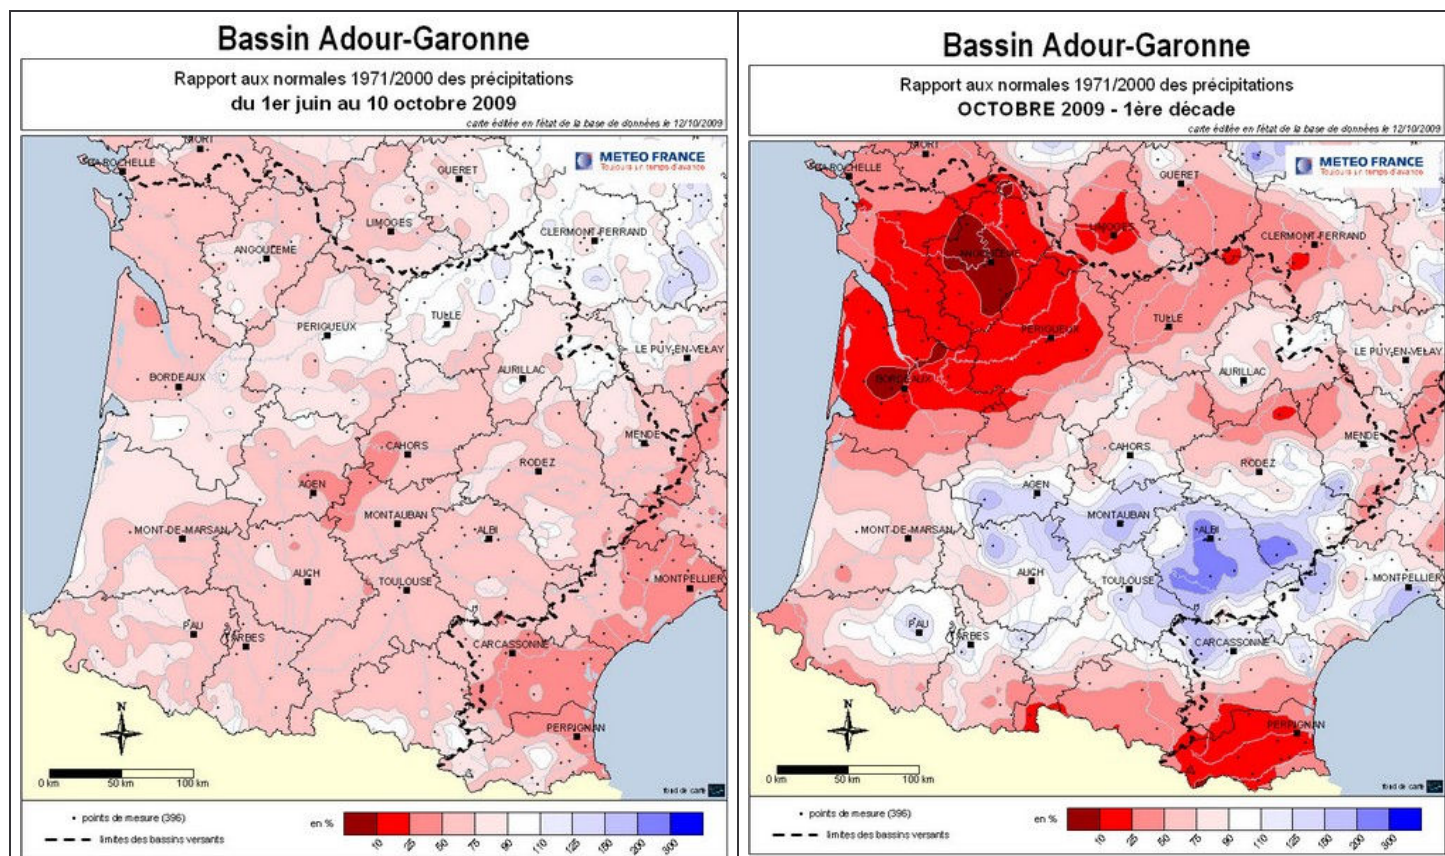 Bassin Adour-Garonne
Rapport aux normales 1971/2000 des précipitations
du 1er juin au 10 octobre 2009
carte éditée en l'état de la base de données le 12/10/2009
METEO FRANCE
Toujours un temps d'avance
GUERET
LIMOGES
CLERMONT-FERRAND
ANGOULEME
TULLE
PERIGUEUX
LE PUY-EN-VELAY
AURILLAC
BORDEAUX
MENDE
CAHORS
RODEZ
AGEN
MONTAUBAN
MONT-DE-MARSAN
ALBI
AUCH
TOULOUSE
MONTPELLIER
PAU
TARBES
CARCASSONNE
PERPIGNAN
N
0 km 50 km 100 km
fond de carte
points de mesure (396)
limites des bassins versants
en %
10 25 50 75 90 110 125 150 200 300
Bassin Adour-Garonne
Rapport aux normales 1971/2000 des précipitations
OCTOBRE 2009 - 1ère décade
carte éditée en l'état de la base de données le 12/10/2009
METEO FRANCE
Toujours un temps d'avance
GUERET
LIMOGES
CLERMONT-FERRAND
ANGOULEME
TULLE
PERIGUEUX
LE PUY-EN-VELAY
AURILLAC
BORDEAUX
MENDE
CAHORS
RODEZ
AGEN
MONTAUBAN
MONT-DE-MARSAN
ALBI
AUCH
TOULOUSE
MONTPELLIER
PAU
TARBES
CARCASSONNE
PERPIGNAN
N
0 km 50 km 100 km
fond de carte
points de mesure (396)
limites des bassins versants
en %
10 25 50 75 90 110 125 150 200 300